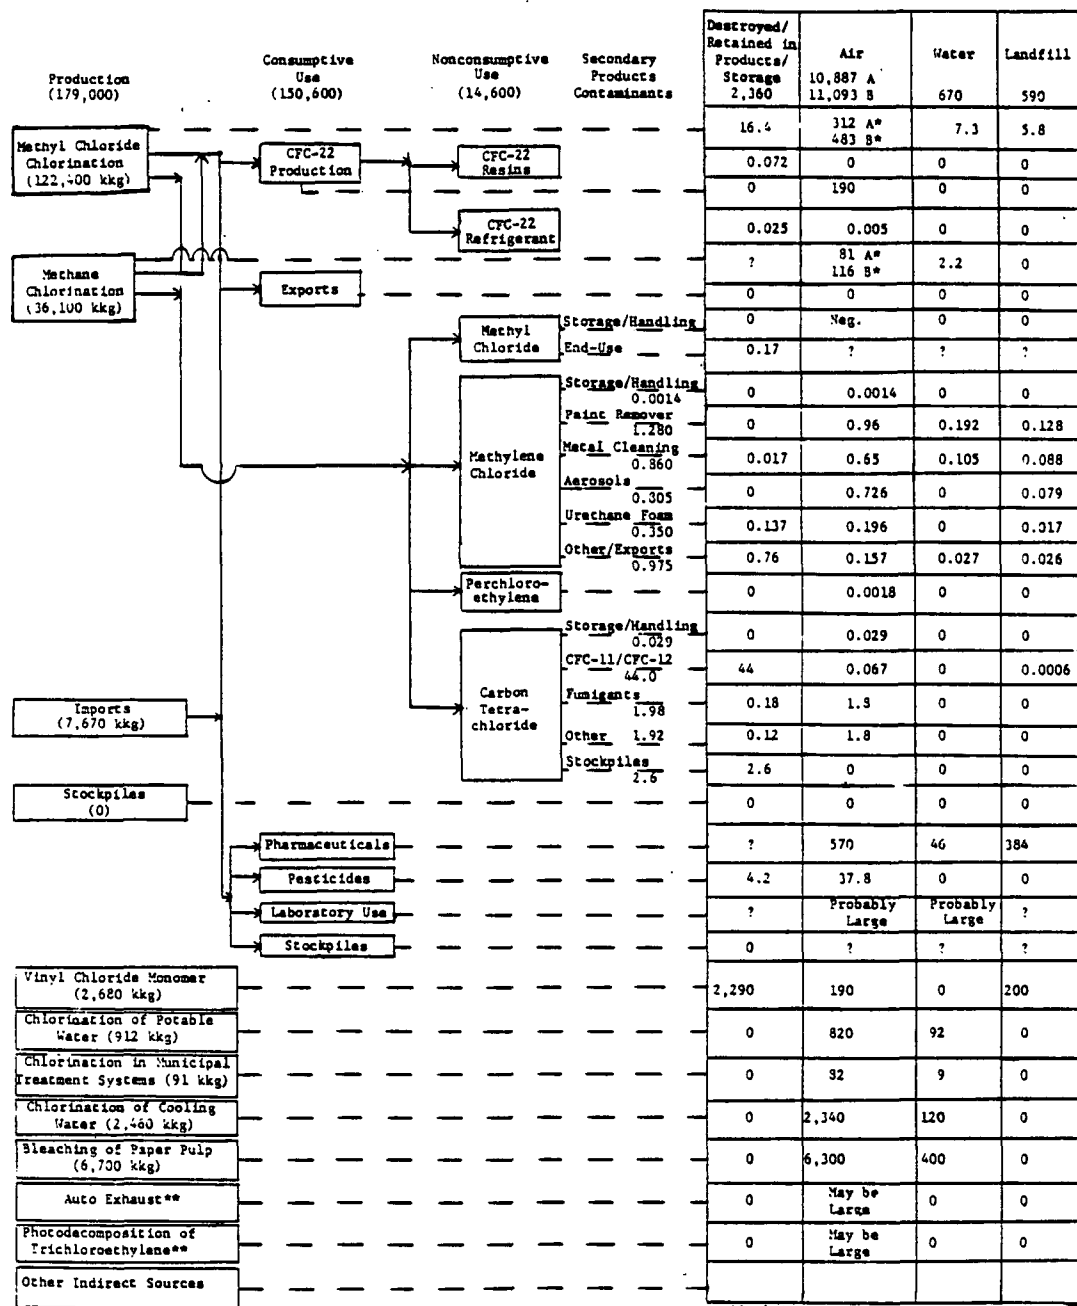 Production
(179,000)
Consumptive
Use
(150,600)
Nonconsumptive
Use
(14,600)
Secondary
Products
Contaminants
Destroyed/
Retained in
Products/
Storage
2,360
Air
10,887 A
11,093 B
Water
670
Landfill
590
Methyl Chloride
Chlorination
(122,400 kkg)
16.4
312 A*
483 B*
7.3
5.8
CFC-22
Production
CFC-22
Resins
0.072 0 0 0
0 190 0 0
CFC-22
Refrigerant
0.025 0.005 0 0
Methane
Chlorination
(36,100 kkg)
?
81 A*
116 B*
2.2
0
Exports
0 0 0 0
Methyl
Chloride
Storage/Handling
0 Neg. 0 0
End-Use
0.17 ? ? ?
Methylene
Chloride
Storage/Handling
0.0014
0 0.0014 0 0
Paint Remover
1.280
0 0.96 0.192 0.128
Metal Cleaning
0.860
0.017 0.65 0.105 0.088
Aerosols
0.805
0 0.726 0 0.079
Urethane Foam
0.350
0.137 0.196 0 0.017
Other/Exports
0.975
0.76 0.157 0.027 0.026
Perchloro-
ethylene
0 0.0018 0 0
Carbon
Tetra-
chloride
Storage/Handling
0.029
0 0.029 0 0
CFC-11/CFC-12
44.0
44 0.067 0 0.0006
Fumigants
1.98
0.18 1.8 0 0
Other 1.92
0.12 1.8 0 0
Stockpiles
2.6
2.6 0 0 0
Imports
(7,670 kkg)
Stockpiles
(0)
0 0 0 0
Pharmaceuticals
? 570 46 384
Pesticides
4.2 37.8 0 0
Laboratory Use
?
Probably
Large
Probably
Large
?
Stockpiles
0 ? ? ?
Vinyl Chloride Monomer
(2,680 kkg)
2,290 190 0 200
Chlorination of Potable
Water (912 kkg)
0 820 92 0
Chlorination in Municipal
Treatment Systems (91 kkg)
0 82 9 0
Chlorination of Cooling
Water (2,460 kkg)
0 2,340 120 0
Bleaching of Paper Pulp
(6,700 kkg)
0 6,300 400 0
Auto Exhaust**
0
May be
Large
0 0
Photodecomposition of
Trichloroethylene**
0
May be
Large
0 0
Other Indirect Sources